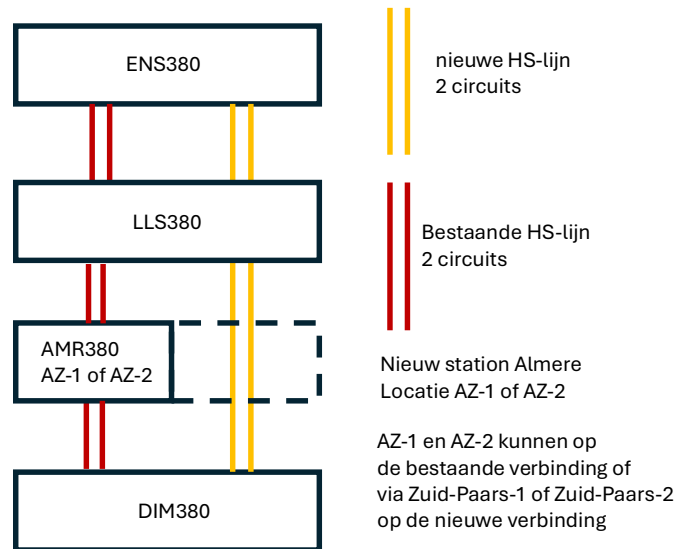 ENS380
nieuwe HS-lijn
2 circuits
LLS380
Bestaande HS-lijn
2 circuits
AMR380
AZ-1 of AZ-2
Nieuw station Almere
Locatie AZ-1 of AZ-2
AZ-1 en AZ-2 kunnen op
de bestaande verbinding of
via Zuid-Paars-1 of Zuid-Paars-2
op de nieuwe verbinding
DIM380